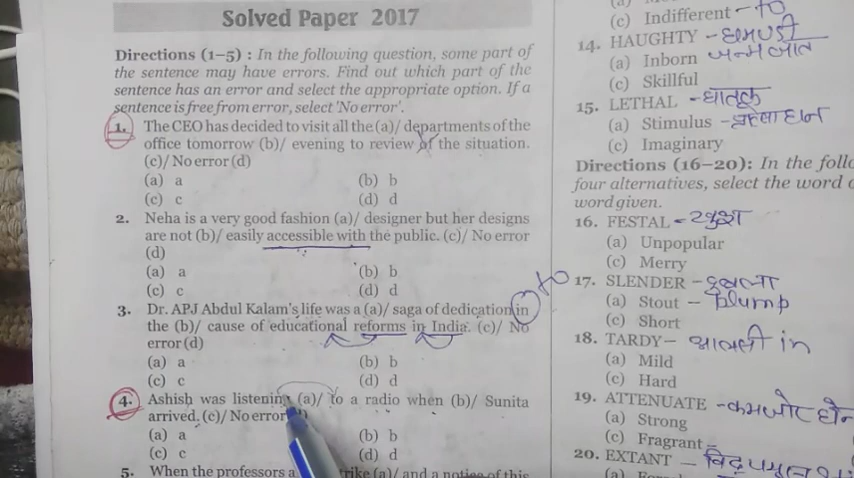 Solved Paper 2017
Directions (1–5) : In the following question, some part of
the sentence may have errors. Find out which part of the
sentence has an error and select the appropriate option. If a
sentence is free from error, select 'No error'.
1. The CEO has decided to visit all the (a)/ departments of the
office tomorrow (b)/ evening to review of the situation.
(c)/ No error (d)
(a) a (b) b
(c) c (d) d
2. Neha is a very good fashion (a)/ designer but her designs
are not (b)/ easily accessible with the public. (c)/ No error
(d)
(a) a (b) b
(c) c (d) d
3. Dr. APJ Abdul Kalam's life was a (a)/ saga of dedication in to
the (b)/ cause of educational reforms in India. (c)/ No
error (d)
(a) a (b) b
(c) c (d) d
4. Ashish was listening (a)/ to a radio when (b)/ Sunita
arrived. (c)/ No error
(a) a (b) b
(c) c (d) d
5. When the professors a trike (a)/ and a notice of this
(c) Indifferent – to
14. HAUGHTY – घमण्डी
(a) Inborn जन्मजात
(c) Skillful
15. LETHAL – घातक
(a) Stimulus –
(c) Imaginary
Directions (16–20): In the
four alternatives, select the word
word given.
16. FESTAL – खुश
(a) Unpopular
(c) Merry
17. SLENDER – दुबला
(a) Stout – Plump
(c) Short
18. TARDY – आलसी in
(a) Mild
(c) Hard
19. ATTENUATE – कमजोर
(a) Strong
(c) Fragrant –
20. EXTANT –
(a)